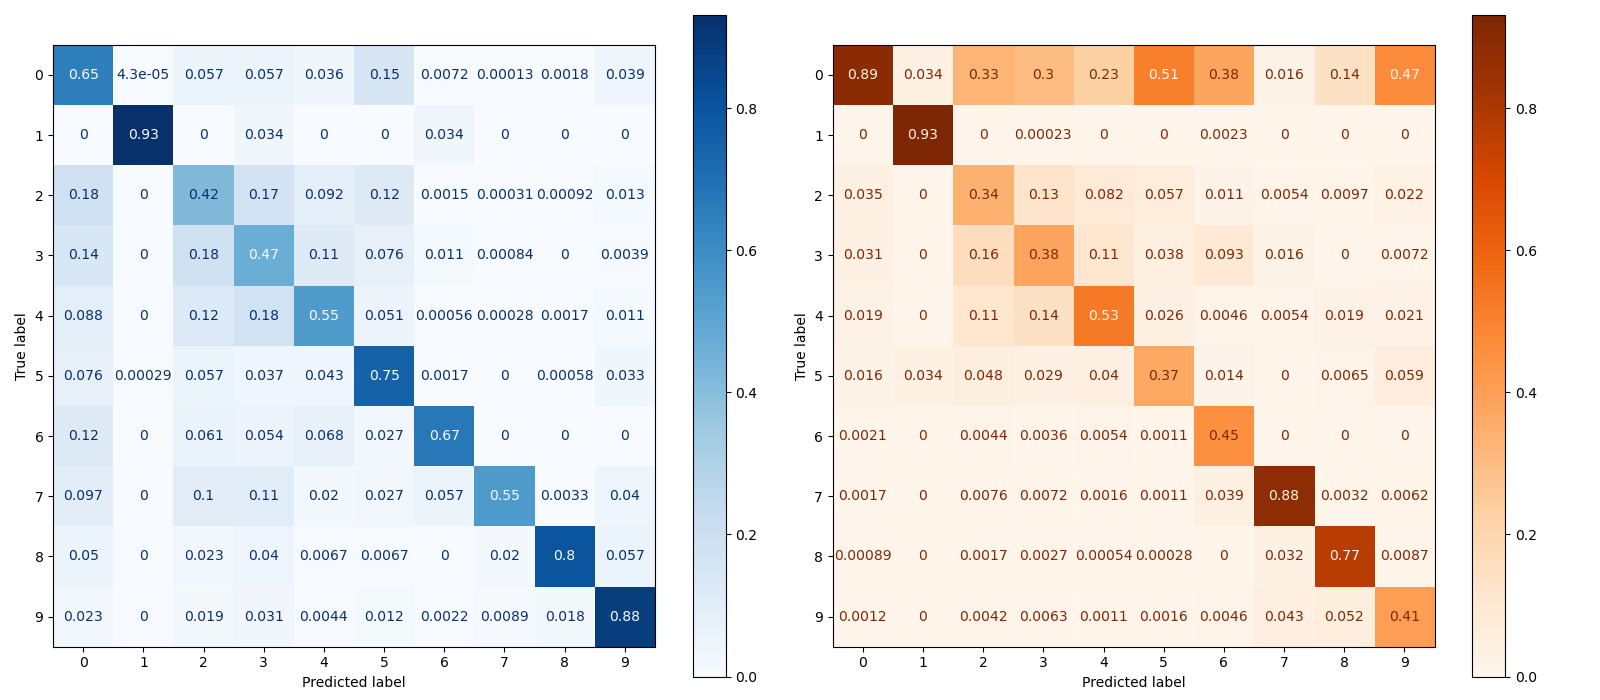 0 0.65 4.3e-05 0.057 0.057 0.036 0.15 0.0072 0.00013 0.0018 0.039
1 0 0.93 0 0.034 0 0 0.034 0 0 0
2 0.18 0 0.42 0.17 0.092 0.12 0.0015 0.00031 0.00092 0.013
3 0.14 0 0.18 0.47 0.11 0.076 0.011 0.00084 0 0.0039
4 0.088 0 0.12 0.18 0.55 0.051 0.00056 0.00028 0.0017 0.011
5 0.076 0.00029 0.057 0.037 0.043 0.75 0.0017 0 0.00058 0.033
6 0.12 0 0.061 0.054 0.068 0.027 0.67 0 0 0
7 0.097 0 0.1 0.11 0.02 0.027 0.057 0.55 0.0033 0.04
8 0.05 0 0.023 0.04 0.0067 0.0067 0 0.02 0.8 0.057
9 0.023 0 0.019 0.031 0.0044 0.012 0.0022 0.0089 0.018 0.88
0 1 2 3 4 5 6 7 8 9
Predicted label
True label
0.8
0.6
0.4
0.2
0.0
0 0.89 0.034 0.33 0.3 0.23 0.51 0.38 0.016 0.14 0.47
1 0 0.93 0 0.00023 0 0 0.0023 0 0 0
2 0.035 0 0.34 0.13 0.082 0.057 0.011 0.0054 0.0097 0.022
3 0.031 0 0.16 0.38 0.11 0.038 0.093 0.016 0 0.0072
4 0.019 0 0.11 0.14 0.53 0.026 0.0046 0.0054 0.019 0.021
5 0.016 0.034 0.048 0.029 0.04 0.37 0.014 0 0.0065 0.059
6 0.0021 0 0.0044 0.0036 0.0054 0.0011 0.45 0 0 0
7 0.0017 0 0.0076 0.0072 0.0016 0.0011 0.039 0.88 0.0032 0.0062
8 0.00089 0 0.0017 0.0027 0.00054 0.00028 0 0.032 0.77 0.0087
9 0.0012 0 0.0042 0.0063 0.0011 0.0016 0.0046 0.043 0.052 0.41
0 1 2 3 4 5 6 7 8 9
Predicted label
True label
0.8
0.6
0.4
0.2
0.0